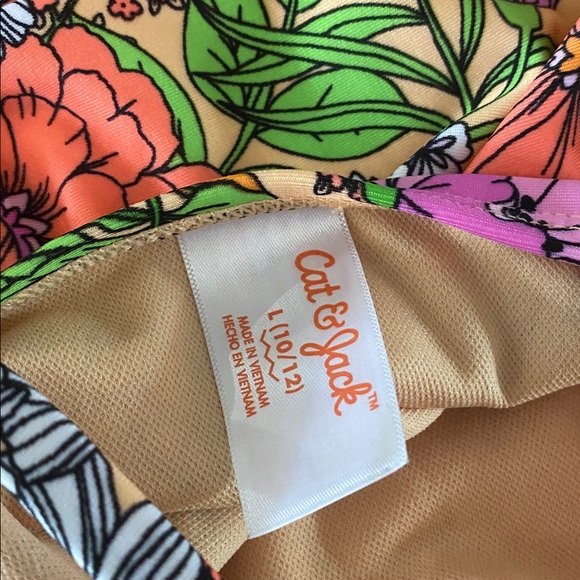 Cat & Jack™
L (10/12)
MADE IN VIETNAM
HECHO EN VIETNAM